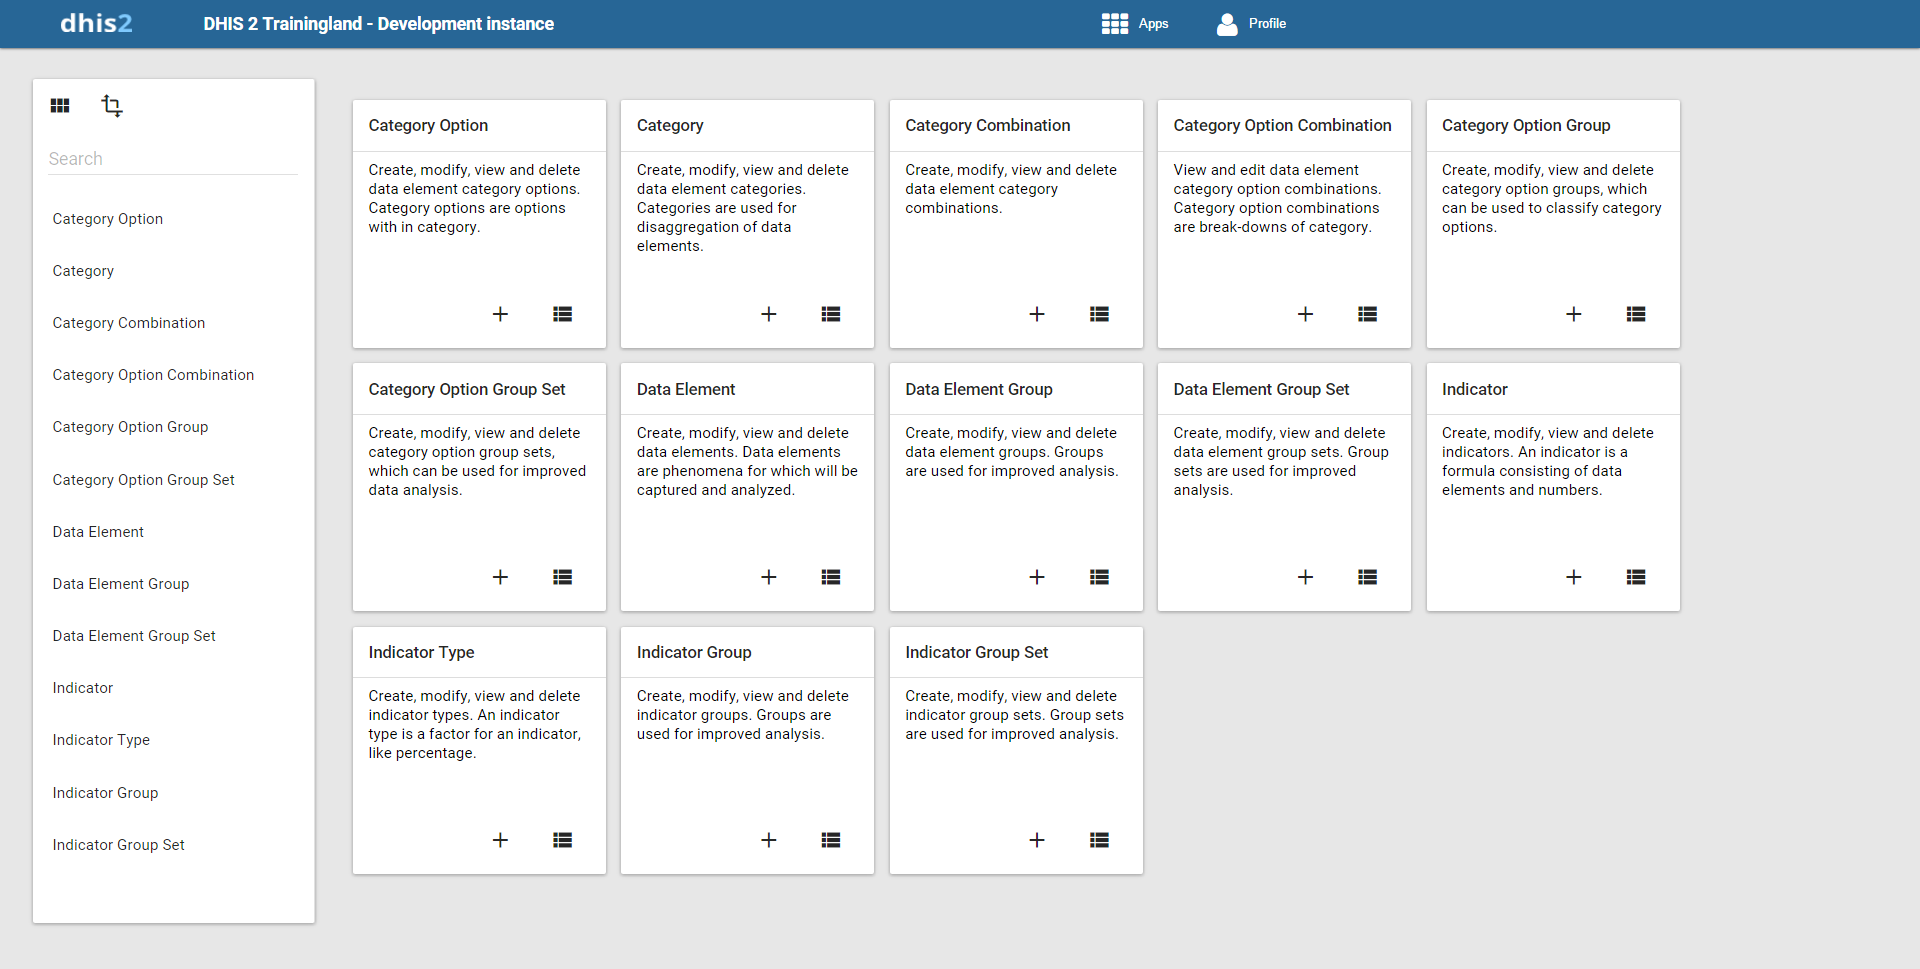 dhis2
DHIS 2 Trainingland - Development instance
Apps
Profile
Search
Category Option
Category
Category Combination
Category Option Combination
Category Option Group
Category Option Group Set
Data Element
Data Element Group
Data Element Group Set
Indicator
Indicator Type
Indicator Group
Indicator Group Set
Category Option
Create, modify, view and delete
data element category options.
Category options are options
with in category.
Category
Create, modify, view and delete
data element categories.
Categories are used for
disaggregation of data
elements.
Category Combination
Create, modify, view and delete
data element category
combinations.
Category Option Combination
View and edit data element
category option combinations.
Category option combinations
are break-downs of category.
Category Option Group
Create, modify, view and delete
category option groups, which
can be used to classify category
options.
Category Option Group Set
Create, modify, view and delete
category option group sets,
which can be used for improved
data analysis.
Data Element
Create, modify, view and delete
data elements. Data elements
are phenomena for which will be
captured and analyzed.
Data Element Group
Create, modify, view and delete
data element groups. Groups
are used for improved analysis.
Data Element Group Set
Create, modify, view and delete
data element group sets. Group
sets are used for improved
analysis.
Indicator
Create, modify, view and delete
indicators. An indicator is a
formula consisting of data
elements and numbers.
Indicator Type
Create, modify, view and delete
indicator types. An indicator
type is a factor for an indicator,
like percentage.
Indicator Group
Create, modify, view and delete
indicator groups. Groups are
used for improved analysis.
Indicator Group Set
Create, modify, view and delete
indicator group sets. Group sets
are used for improved analysis.